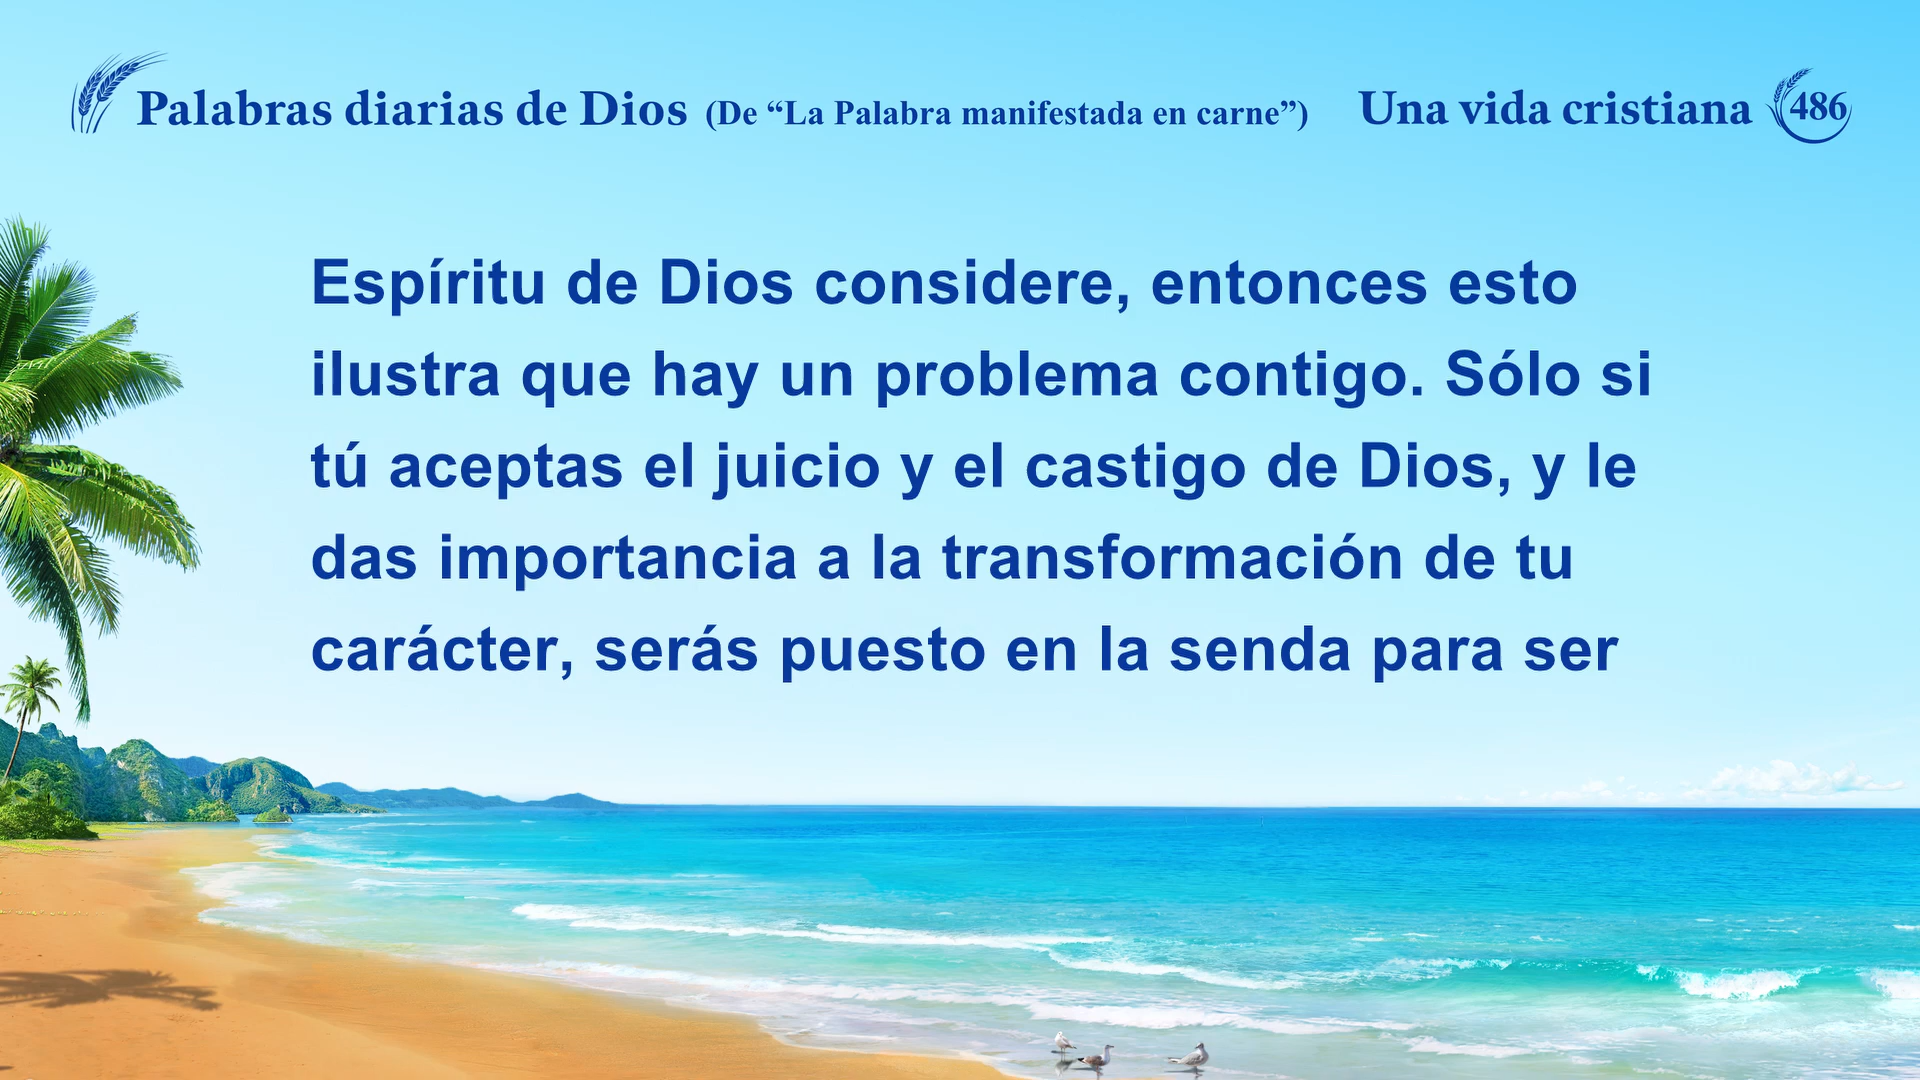 Palabras diarias de Dios (De “La Palabra manifestada en carne”) Una vida cristiana 486
Espíritu de Dios considere, entonces esto
ilustra que hay un problema contigo. Sólo si
tú aceptas el juicio y el castigo de Dios, y le
das importancia a la transformación de tu
carácter, serás puesto en la senda para ser